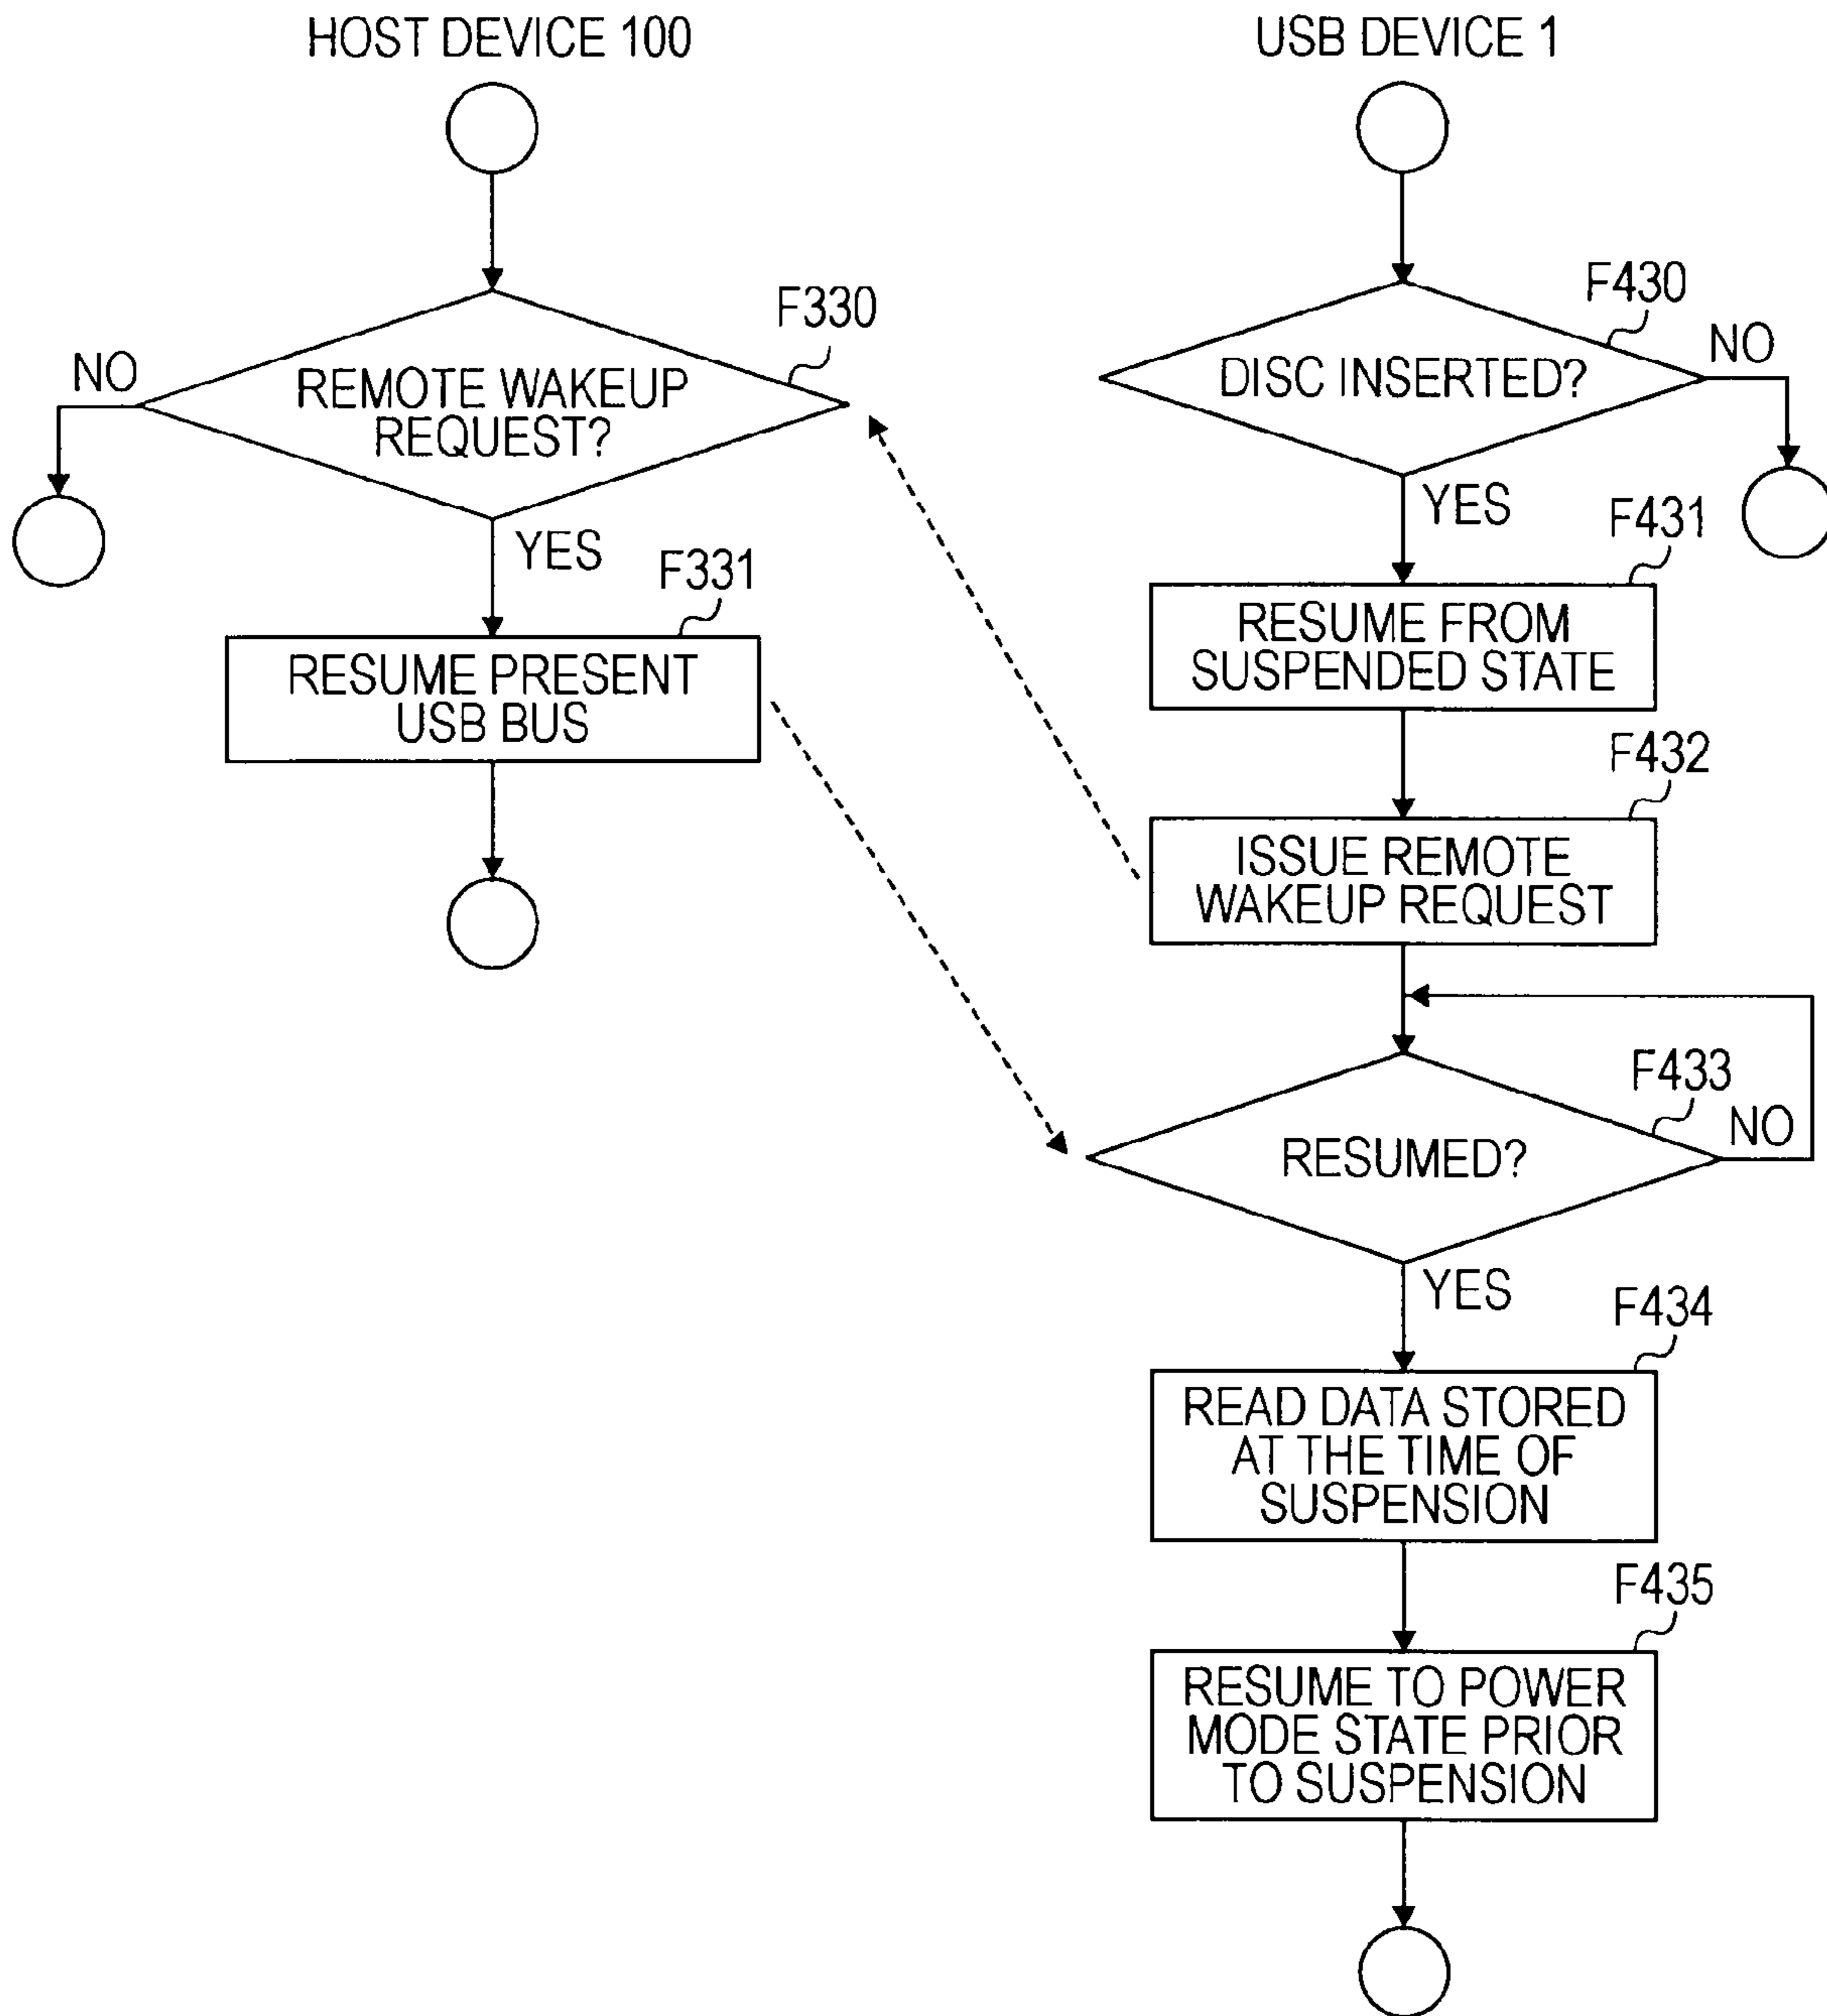 HOST DEVICE 100
F330
REMOTE WAKEUP
REQUEST?
NO
YES
F331
RESUME PRESENT
USB BUS
USB DEVICE 1
F430
DISC INSERTED?
NO
YES
F431
RESUME FROM
SUSPENDED STATE
F432
ISSUE REMOTE
WAKEUP REQUEST
F433
RESUMED?
NO
YES
F434
READ DATA STORED
AT THE TIME OF
SUSPENSION
F435
RESUME TO POWER
MODE STATE PRIOR
TO SUSPENSION